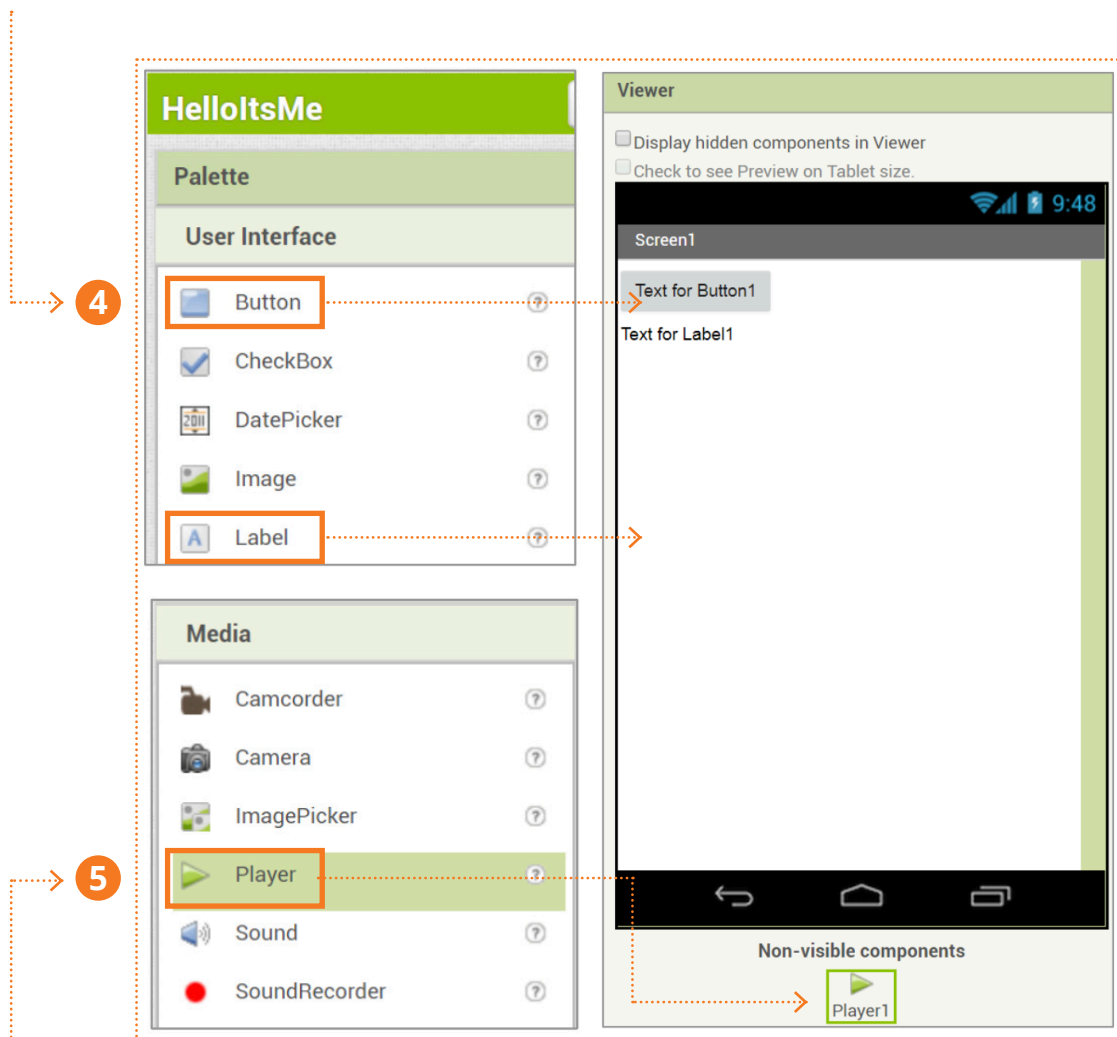 HelloItsMe
Palette
User Interface
4
Button
?
CheckBox
?
2011
DatePicker
?
Image
?
A
Label
?
Media
Camcorder
?
Camera
?
ImagePicker
?
5
Player
?
Sound
?
SoundRecorder
?
Viewer
Display hidden components in Viewer
Check to see Preview on Tablet size.
9:48
Screen1
Text for Button1
Text for Label1
Non-visible components
Player1